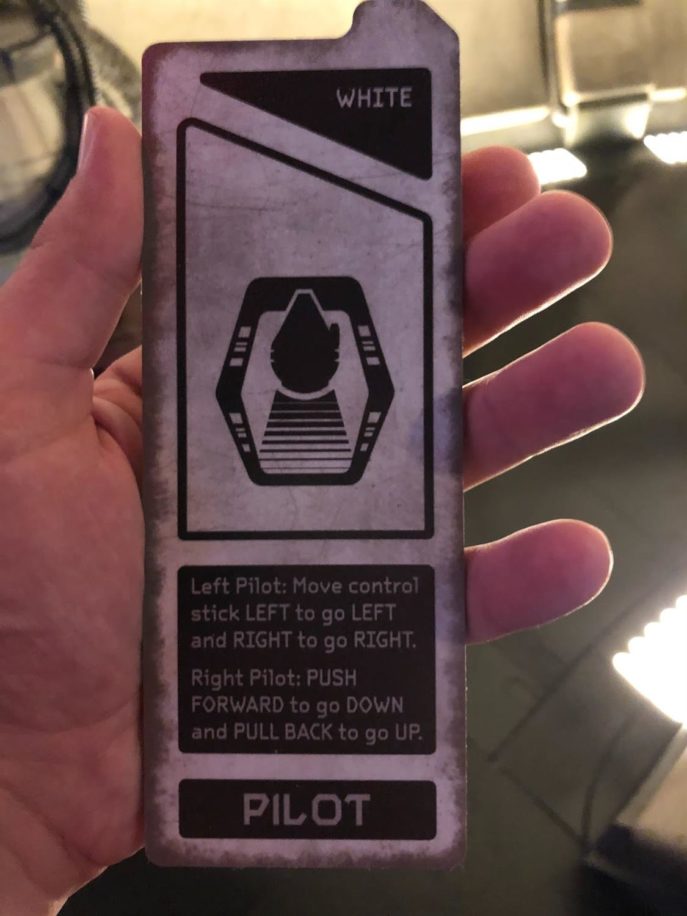 WHITE
Left Pilot: Move control
stick LEFT to go LEFT
and RIGHT to go RIGHT.
Right Pilot: PUSH
FORWARD to go DOWN
and PULL BACK to go UP.
PILOT